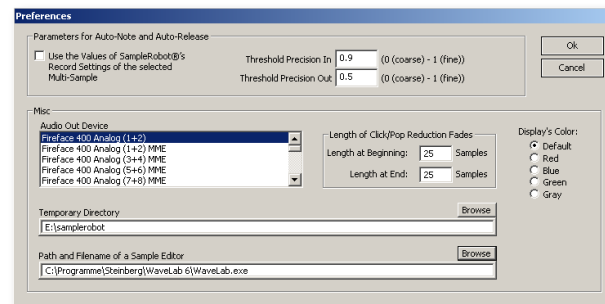 Preferences
Parameters for Auto-Note and Auto-Release
Use the Values of SampleRobot®'s
Record Settings of the selected
Multi-Sample
Threshold Precision In 0.9 (0 (coarse) - 1 (fine))
Threshold Precision Out 0.5 (0 (coarse) - 1 (fine))
Ok
Cancel
Misc
Audio Out Device
Fireface 400 Analog (1+2)
Fireface 400 Analog (1+2) MME
Fireface 400 Analog (3+4) MME
Fireface 400 Analog (5+6) MME
Fireface 400 Analog (7+8) MME
Length of Click/Pop Reduction Fades
Length at Beginning: 25 Samples
Length at End: 25 Samples
Display's Color:
Default
Red
Blue
Green
Gray
Temporary Directory
Browse
E:\samplerobot
Path and Filename of a Sample Editor
Browse
C:\Programme\Steinberg\WaveLab 6\WaveLab.exe